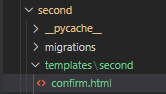 second
__pycache__
migrations
templates\second
confirm.html